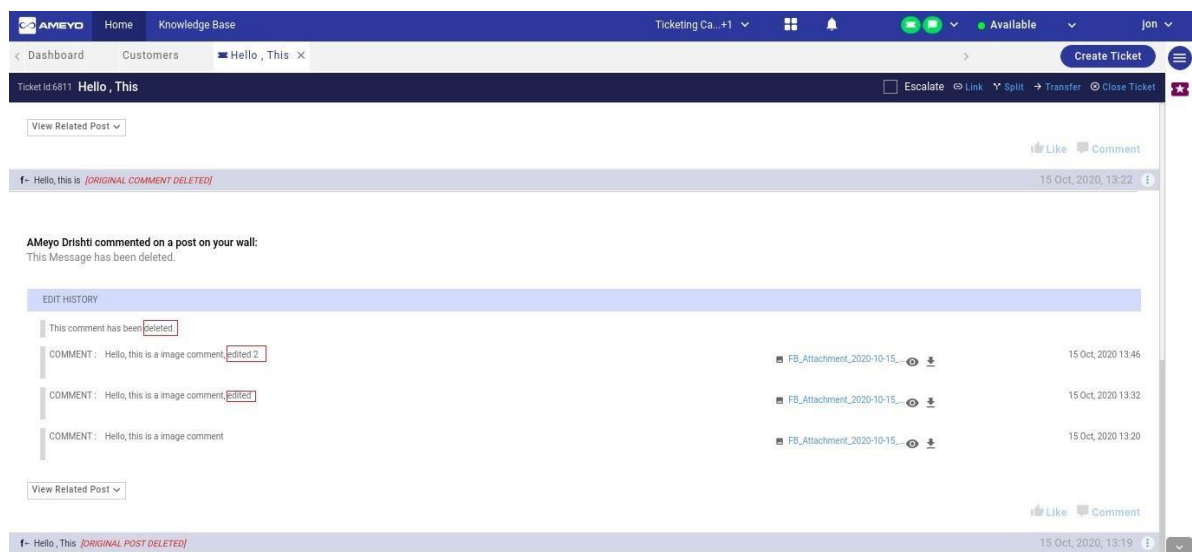 AMEYO Home Knowledge Base Ticketing Ca...+1 Available jon
Dashboard Customers Hello , This Create Ticket
Ticket Id:6811 Hello , This Escalate Link Split Transfer Close Ticket
View Related Post
Like Comment
Hello, this is [ORIGINAL COMMENT DELETED] 15 Oct, 2020, 13:22
AMeyo Drishti commented on a post on your wall:
This Message has been deleted.
EDIT HISTORY
This comment has been deleted.
COMMENT : Hello, this is a image comment, edited 2 FB_Attachment_2020-10-15_... 15 Oct, 2020 13:46
COMMENT : Hello, this is a image comment, edited FB_Attachment_2020-10-15_... 15 Oct, 2020 13:32
COMMENT : Hello, this is a image comment FB_Attachment_2020-10-15_... 15 Oct, 2020 13:20
View Related Post
Like Comment
Hello , This [ORIGINAL POST DELETED] 15 Oct, 2020, 13:19